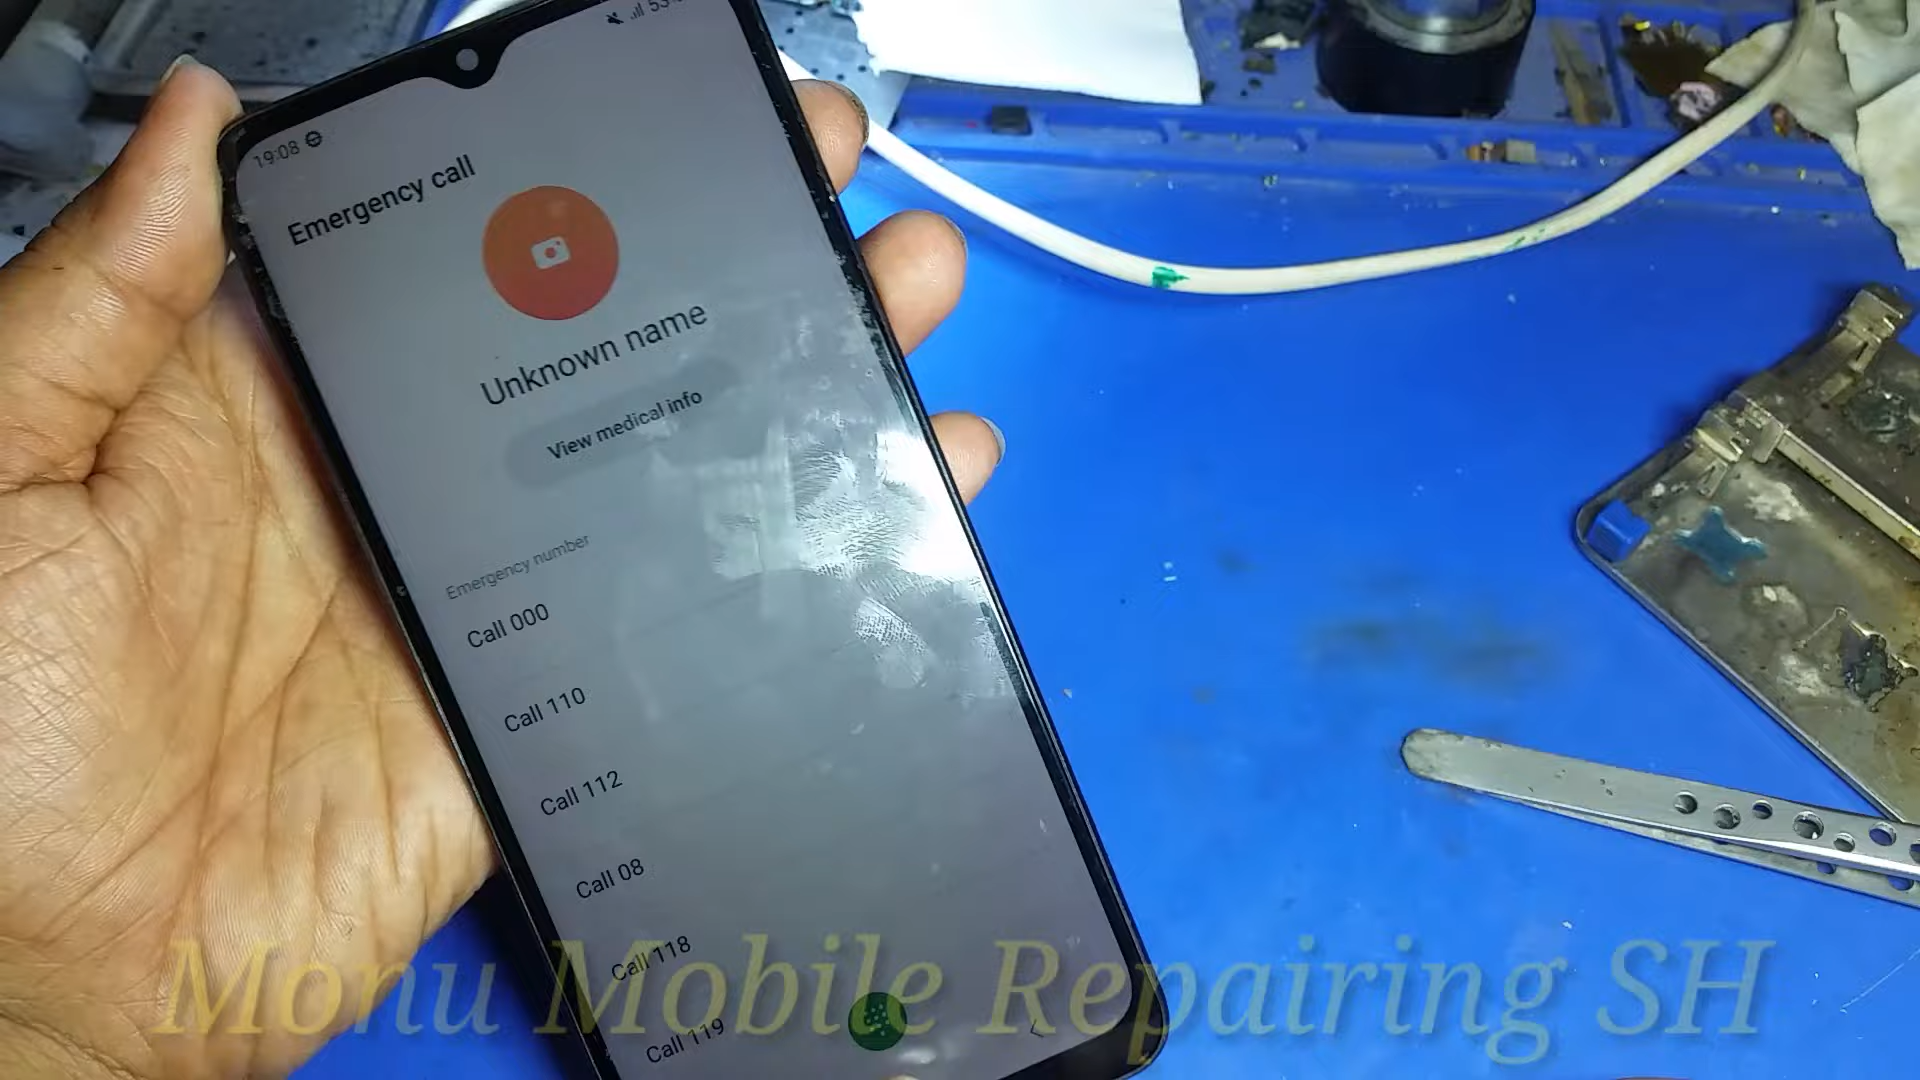 19:08
Emergency call
Unknown name
View medical info
Emergency number
Call 000
Call 110
Call 112
Call 08
Call 118
Call 119
Monu Mobile Repairing SH